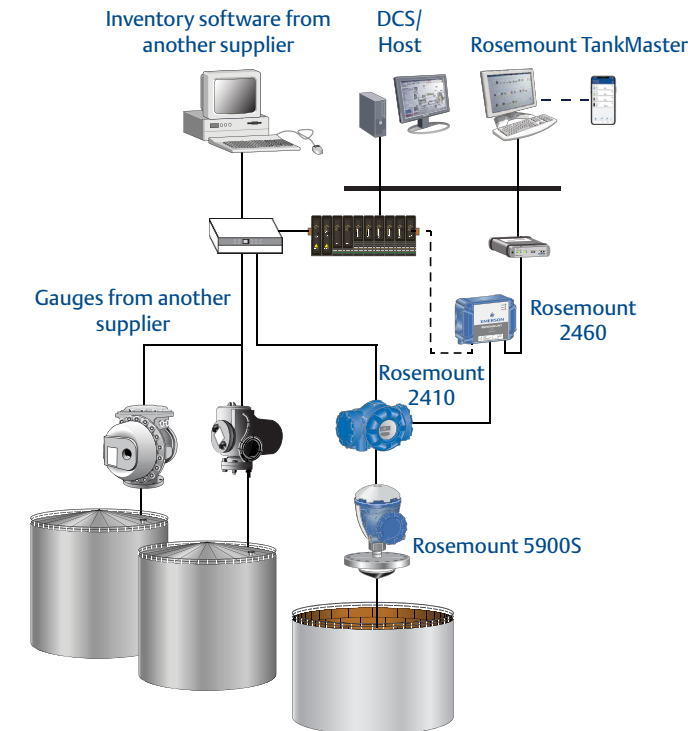 Inventory software from
another supplier
DCS/
Host
Rosemount TankMaster
Gauges from another
supplier
EMERSON
Rosemount
2460
Rosemount
2410
Rosemount 5900S